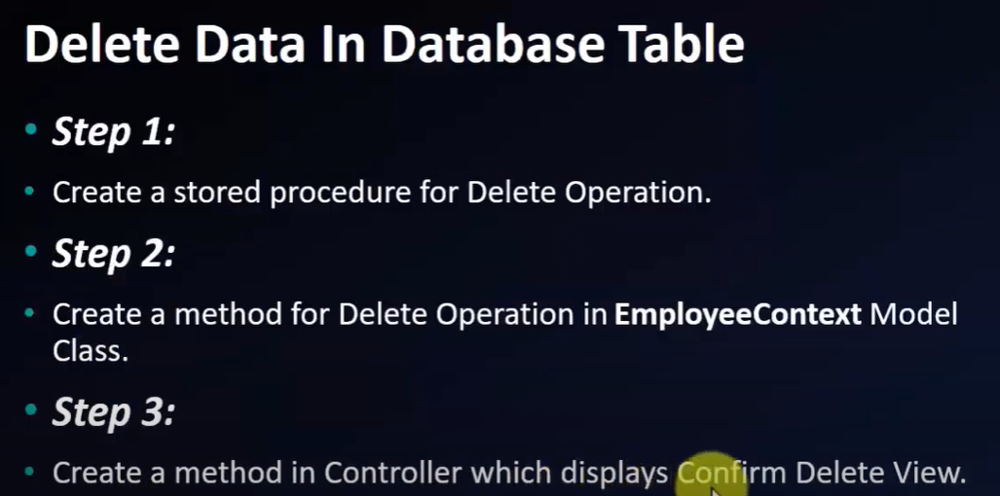 Delete Data In Database Table
• Step 1:
• Create a stored procedure for Delete Operation.
• Step 2:
• Create a method for Delete Operation in EmployeeContext Model
Class.
• Step 3:
• Create a method in Controller which displays Confirm Delete View.